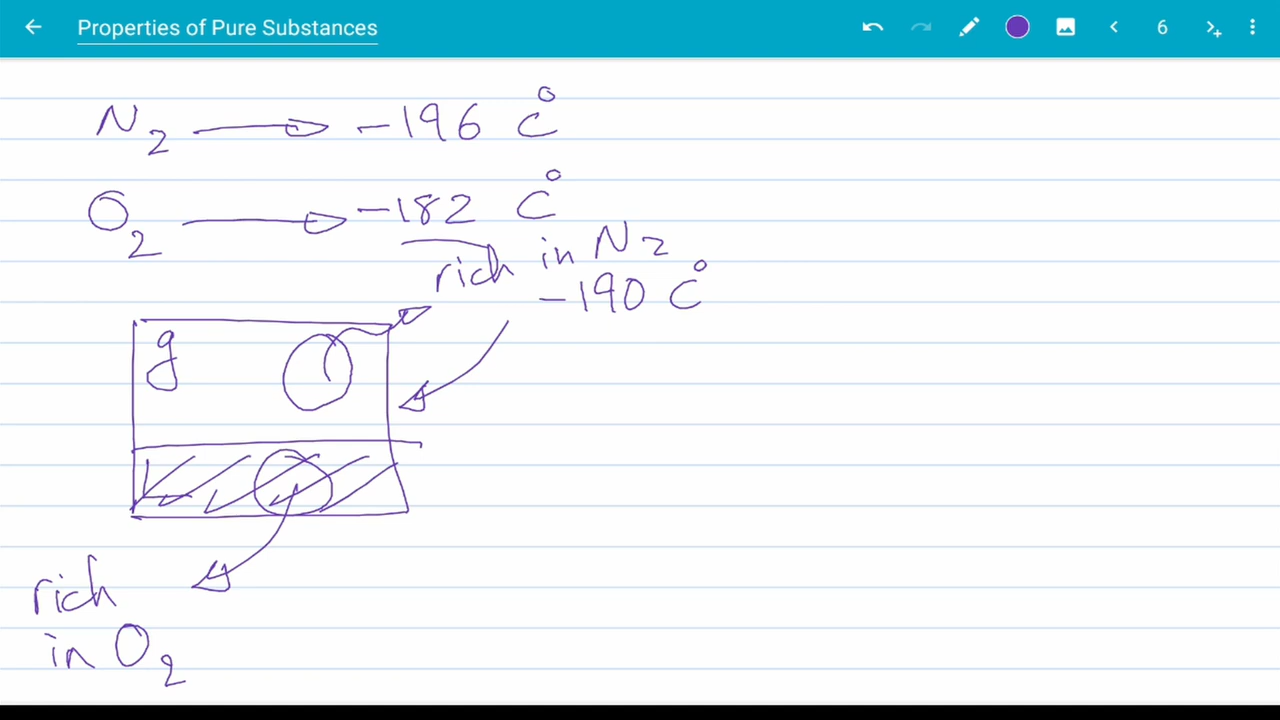 Properties of Pure Substances
6
N2 → -196 C°
O2 → -182 C°
rich in N2
-190 C°
g
L
rich
in O2